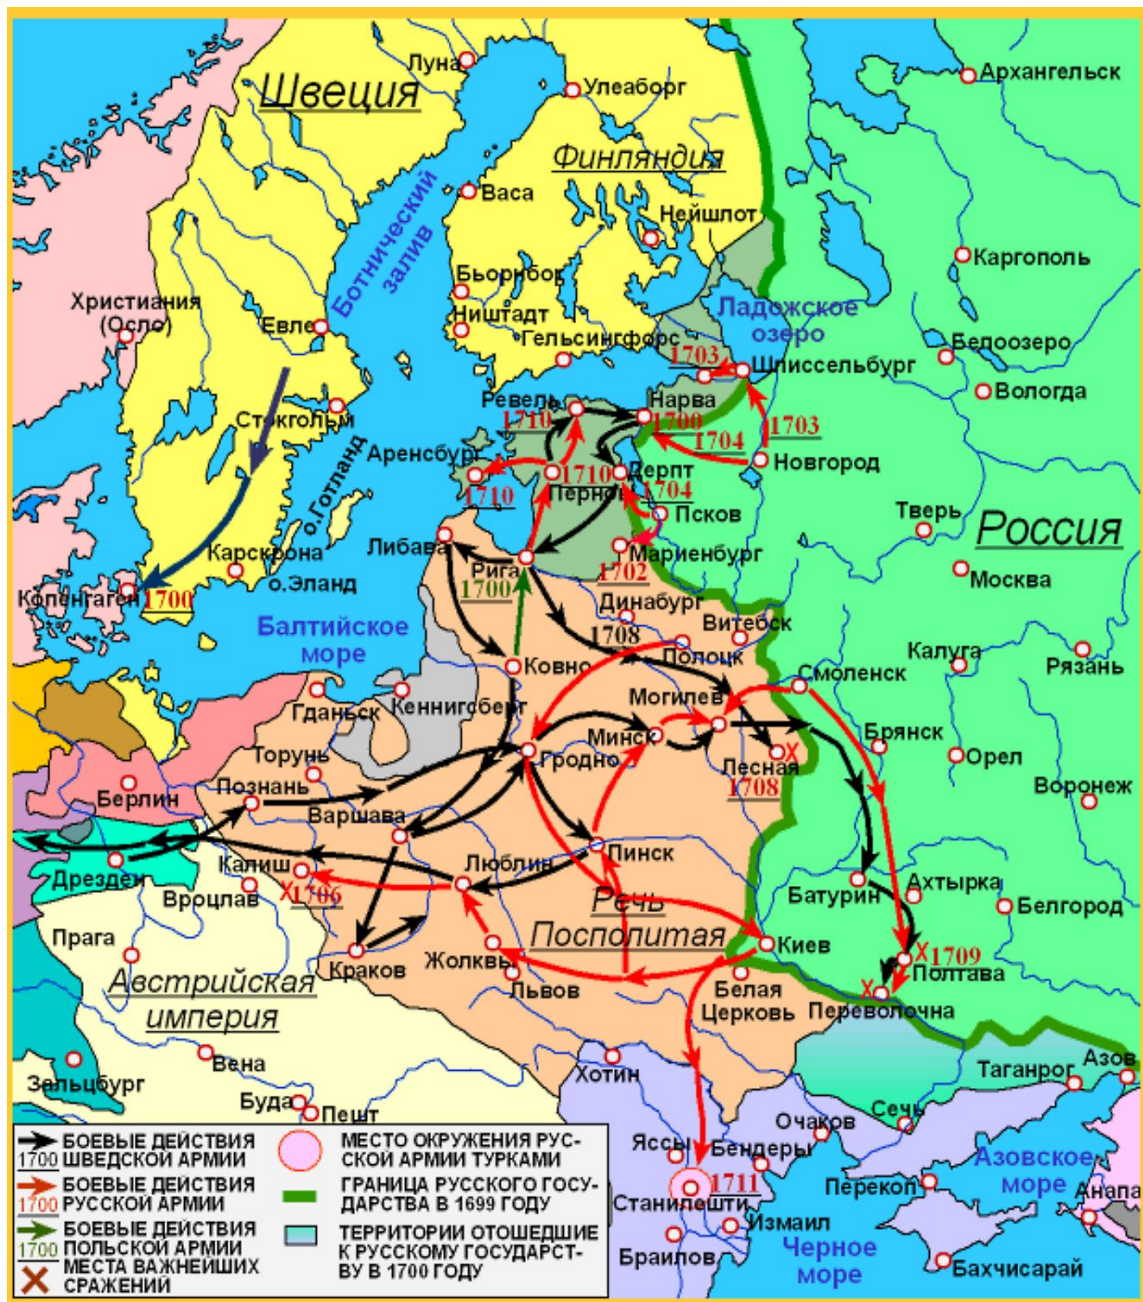 Луна
Швеция
Улеаборг
Архангельск
Финляндия
Ботнический
залив
Васа
Нейшлот
Каргополь
Бьорнбор
Христиания
(Осло)
Ладожское
озеро
Евле
Ништадт
Гельсингфорс
Белоозеро
1703
Шлиссельбург
Вологда
Ревель
1710
Нарва
1700
1704
1703
Стокгольм
Аренсбург
1710
1710
Дерпт
Новгород
о.Готланд
Пернов
1704
Псков
Тверь
Россия
Либава
Рига
1700
Мариенбург
1702
Карскрона
о.Эланд
Москва
Копенгаген
1700
Динабург
1708
Витебск
Балтийское
море
Полоцк
Калуга
Рязань
Ковно
Смоленск
Гданьск
Кеннигсберг
Могилев
Минск
Брянск
Торунь
Гродно
Лесная
1708
Орел
Берлин
Познань
Варшава
Воронеж
Дрезден
Калиш
1706
Люблин
Пинск
Вроцлав
Батурин
Ахтырка
Белгород
Речь
Посполитая
Прага
Краков
Жолквы
Киев
1709
Полтава
Австрийская
империя
Львов
Белая
Церковь
Переволочна
Вена
Зальцбург
Хотин
Таганрог
Азов
Буда
Пешт
Сечь
Очаков
Яссы
Бендеры
Азовское
море
Перекоп
Анапа
1711
Станилешти
Измаил
Браилов
Черное
море
Бахчисарай
1700
БОЕВЫЕ ДЕЙСТВИЯ
ШВЕДСКОЙ АРМИИ
1700
БОЕВЫЕ ДЕЙСТВИЯ
РУССКОЙ АРМИИ
1700
БОЕВЫЕ ДЕЙСТВИЯ
ПОЛЬСКОЙ АРМИИ
МЕСТА ВАЖНЕЙШИХ
СРАЖЕНИЙ
МЕСТО ОКРУЖЕНИЯ РУС-
СКОЙ АРМИИ ТУРКАМИ
ГРАНИЦА РУССКОГО ГОСУ-
ДАРСТВА В 1699 ГОДУ
ТЕРРИТОРИИ ОТОШЕДШИЕ
К РУССКОМУ ГОСУДАРСТ-
ВУ В 1700 ГОДУ